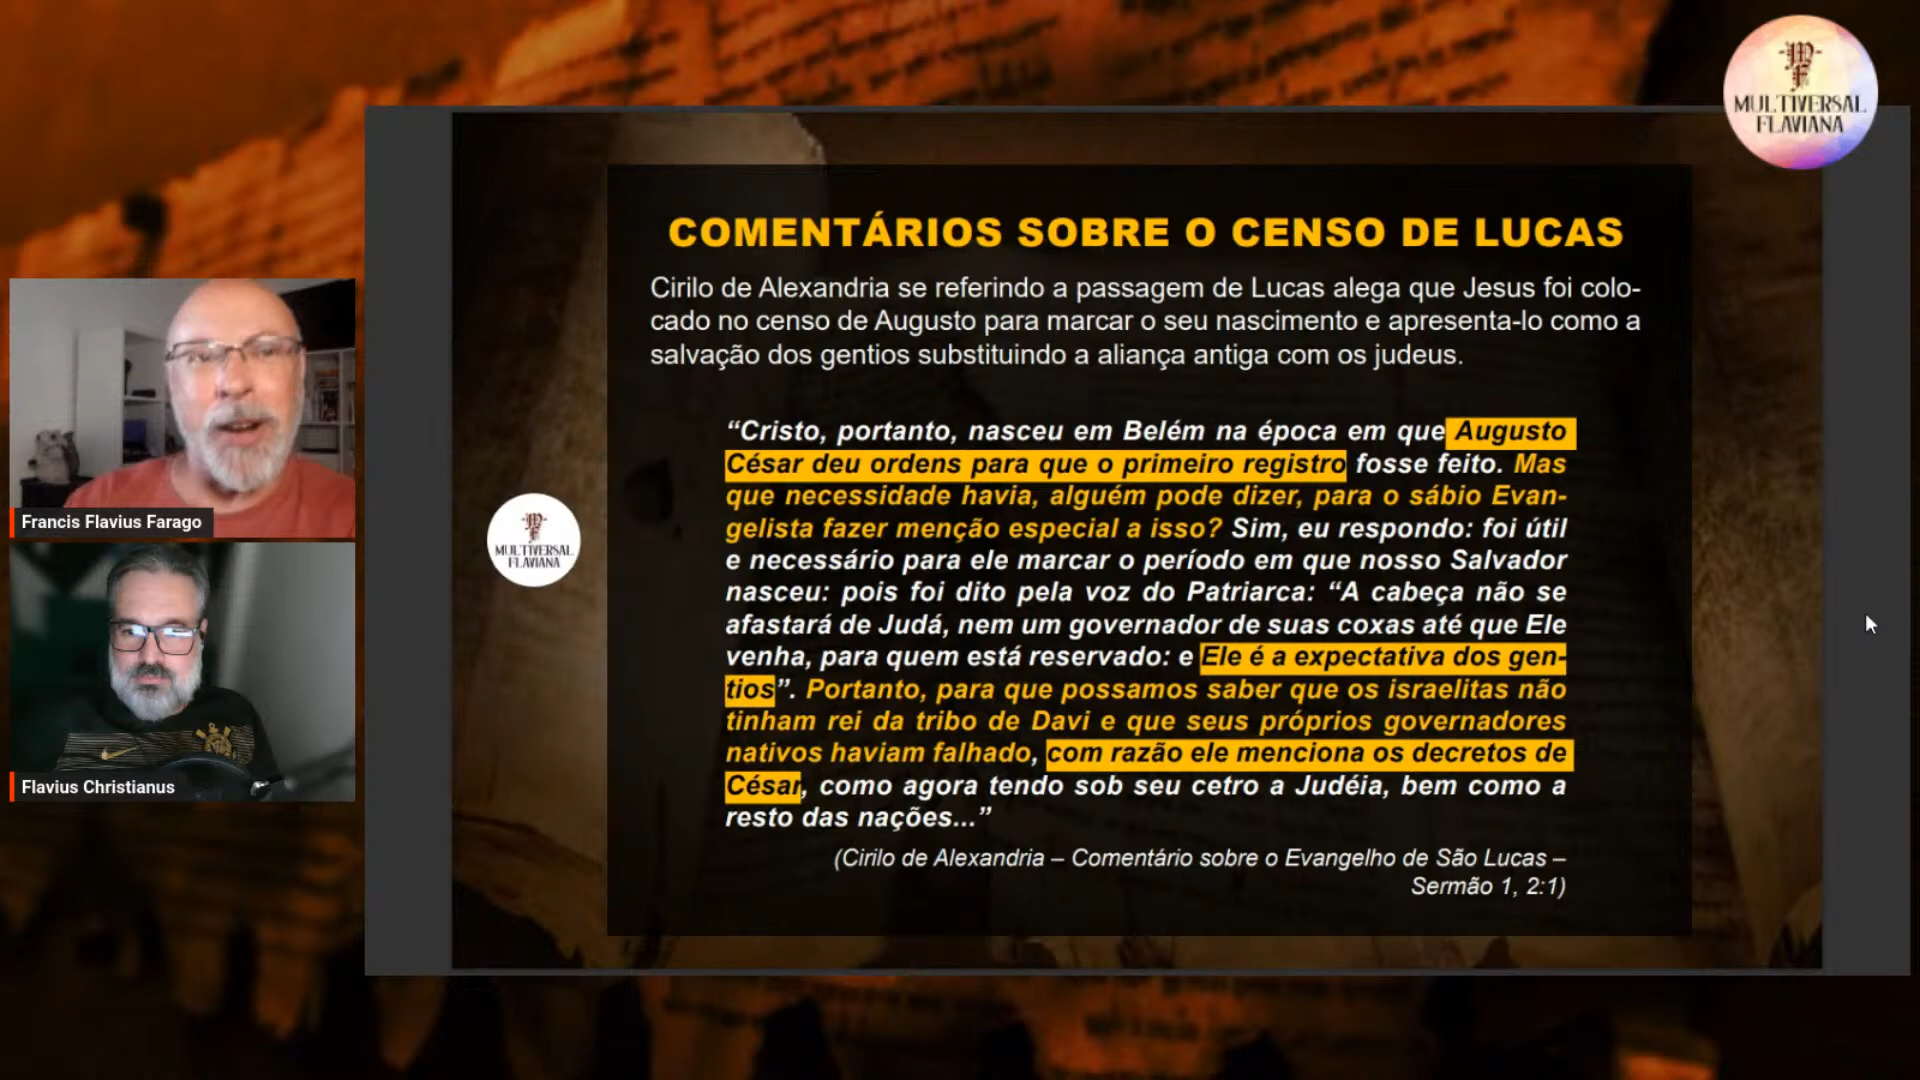 MULTIVERSAL
FLAVIANA
COMENTÁRIOS SOBRE O CENSO DE LUCAS
Cirilo de Alexandria se referindo a passagem de Lucas alega que Jesus foi colo-
cado no censo de Augusto para marcar o seu nascimento e apresenta-lo como a
salvação dos gentios substituindo a aliança antiga com os judeus.
“Cristo, portanto, nasceu em Belém na época em que Augusto
César deu ordens para que o primeiro registro fosse feito. Mas
que necessidade havia, alguém pode dizer, para o sábio Evan-
gelista fazer menção especial a isso? Sim, eu respondo: foi útil
e necessário para ele marcar o período em que nosso Salvador
nasceu: pois foi dito pela voz do Patriarca: “A cabeça não se
afastará de Judá, nem um governador de suas coxas até que Ele
venha, para quem está reservado: e Ele é a expectativa dos gen-
tios”. Portanto, para que possamos saber que os israelitas não
tinham rei da tribo de Davi e que seus próprios governadores
nativos haviam falhado, com razão ele menciona os decretos de
César, como agora tendo sob seu cetro a Judéia, bem como a
resto das nações...”
(Cirilo de Alexandria – Comentário sobre o Evangelho de São Lucas –
Sermão 1, 2:1)
MULTIVERSAL
FLAVIANA
Francis Flavius Farago
Flavius Christianus